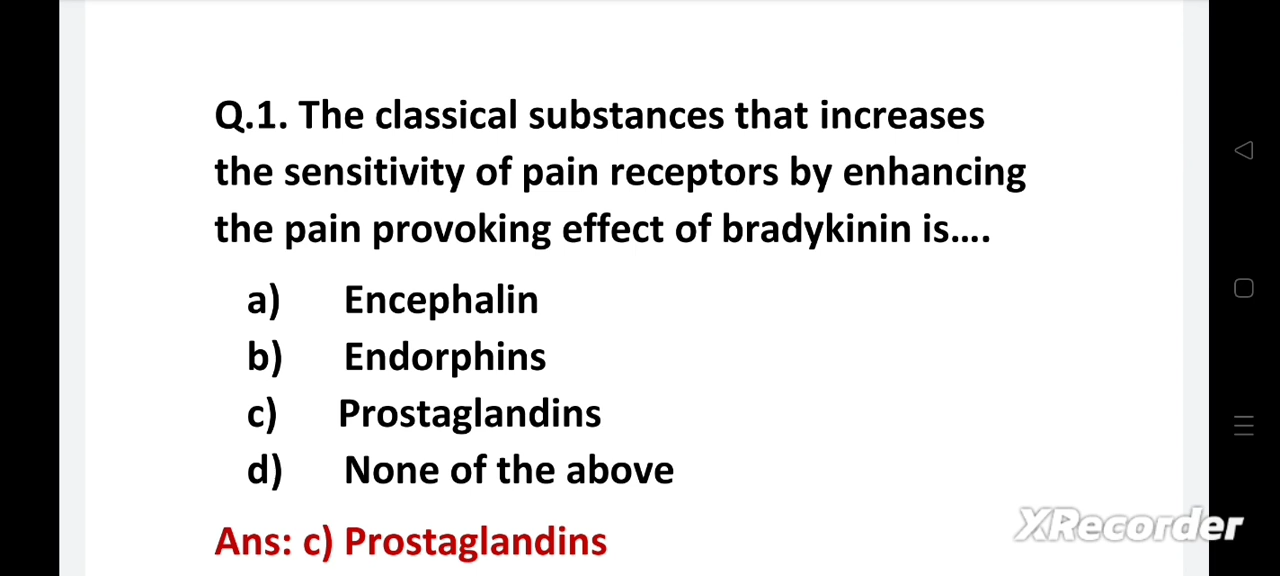 Q.1. The classical substances that increases
the sensitivity of pain receptors by enhancing
the pain provoking effect of bradykinin is....
a) Encephalin
b) Endorphins
c) Prostaglandins
d) None of the above
Ans: c) Prostaglandins
XRecorder